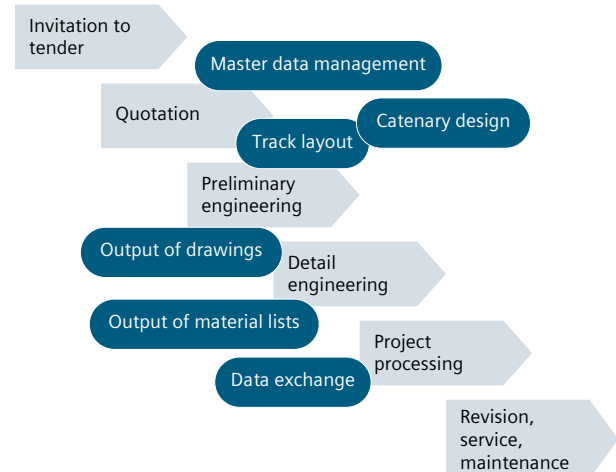 Invitation to
tender
Master data management
Quotation
Catenary design
Track layout
Preliminary
engineering
Output of drawings
Detail
engineering
Output of material lists
Project
processing
Data exchange
Revision,
service,
maintenance